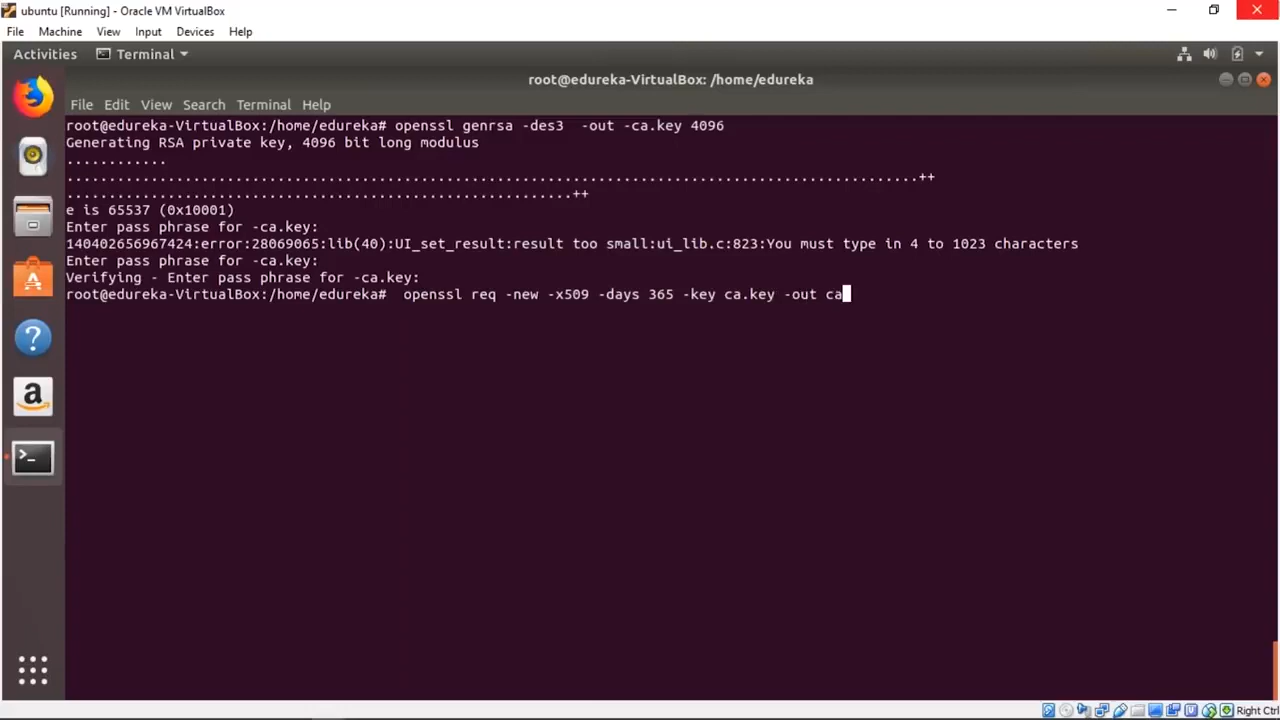 ubuntu [Running] - Oracle VM VirtualBox
File Machine View Input Devices Help
Activities Terminal
root@edureka-VirtualBox: /home/edureka
File Edit View Search Terminal Help
root@edureka-VirtualBox:/home/edureka# openssl genrsa -des3  -out -ca.key 4096
Generating RSA private key, 4096 bit long modulus
............
.....................................................................................................++
............................................................++
e is 65537 (0x10001)
Enter pass phrase for -ca.key:
140402656967424:error:28069065:lib(40):UI_set_result:result too small:ui_lib.c:823:You must type in 4 to 1023 characters
Enter pass phrase for -ca.key:
Verifying - Enter pass phrase for -ca.key:
root@edureka-VirtualBox:/home/edureka#  openssl req -new -x509 -days 365 -key ca.key -out ca
Right Ctrl